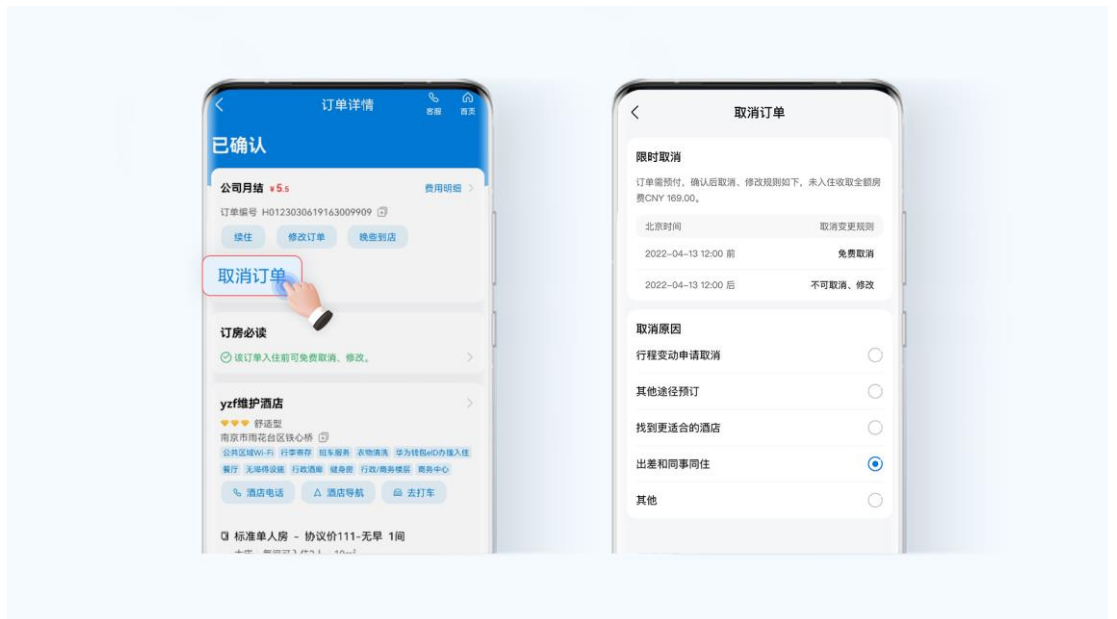 订单详情
客服
首页
已确认
公司月结 ¥5.5
费用明细
订单编号 H0123030619163009909
续住
修改订单
晚些到店
取消订单
订房必读
该订单入住前可免费取消、修改。
yzf维护酒店
舒适型
南京市雨花台区铁心桥
公共区域Wi-Fi 行李寄存 班车服务 衣物清洗 华为钱包eID办理入住
餐厅 无障碍设施 行政酒廊 健身房 行政/商务楼层 商务中心
酒店电话
酒店导航
去打车
标准单人房 - 协议价111-无早 1间
取消订单
限时取消
订单需预付，确认后取消、修改规则如下，未入住收取全额房
费CNY 169.00。
北京时间
取消变更规则
2022-04-13 12:00 前
免费取消
2022-04-13 12:00 后
不可取消、修改
取消原因
行程变动申请取消
其他途径预订
找到更适合的酒店
出差和同事同住
其他